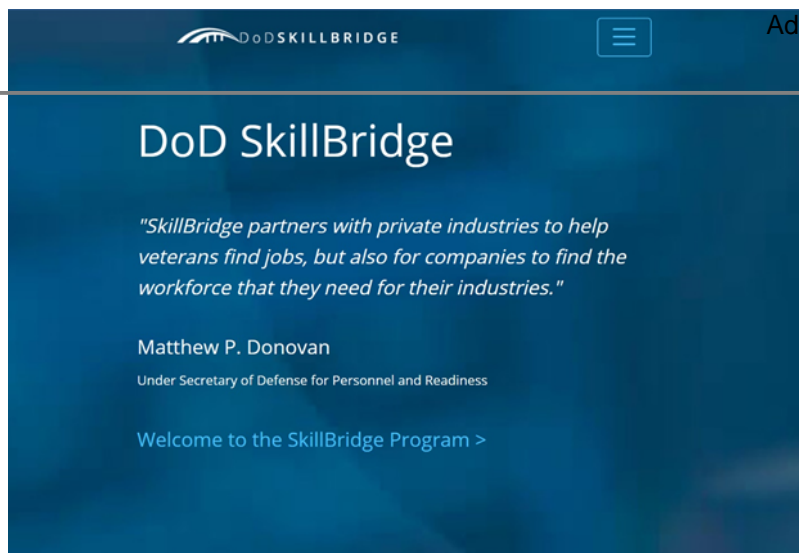 DoDSKILLBRIDGE
Ad
DoD SkillBridge
"SkillBridge partners with private industries to help
veterans find jobs, but also for companies to find the
workforce that they need for their industries."
Matthew P. Donovan
Under Secretary of Defense for Personnel and Readiness
Welcome to the SkillBridge Program >